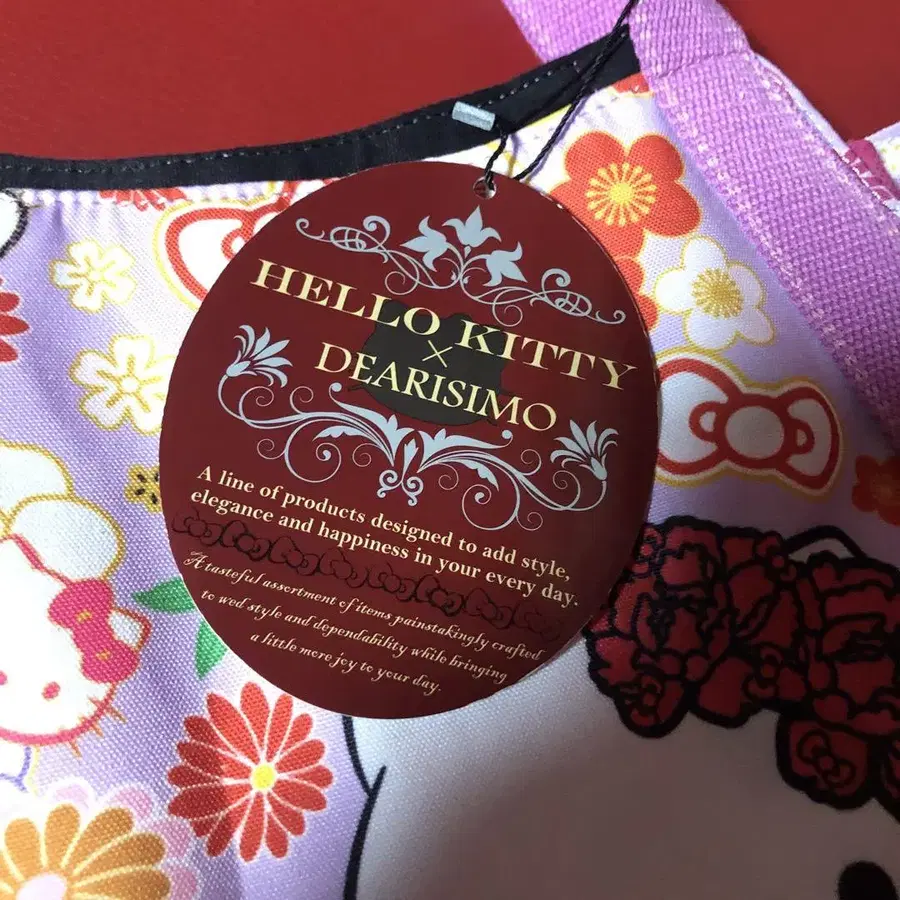 HELLO KITTY
×
DEARISIMO
A line of products designed to add style,
elegance and happiness in your every day.
A tasteful assortment of items painstakingly crafted
to wed style and dependability while bringing
a little more joy to your day.